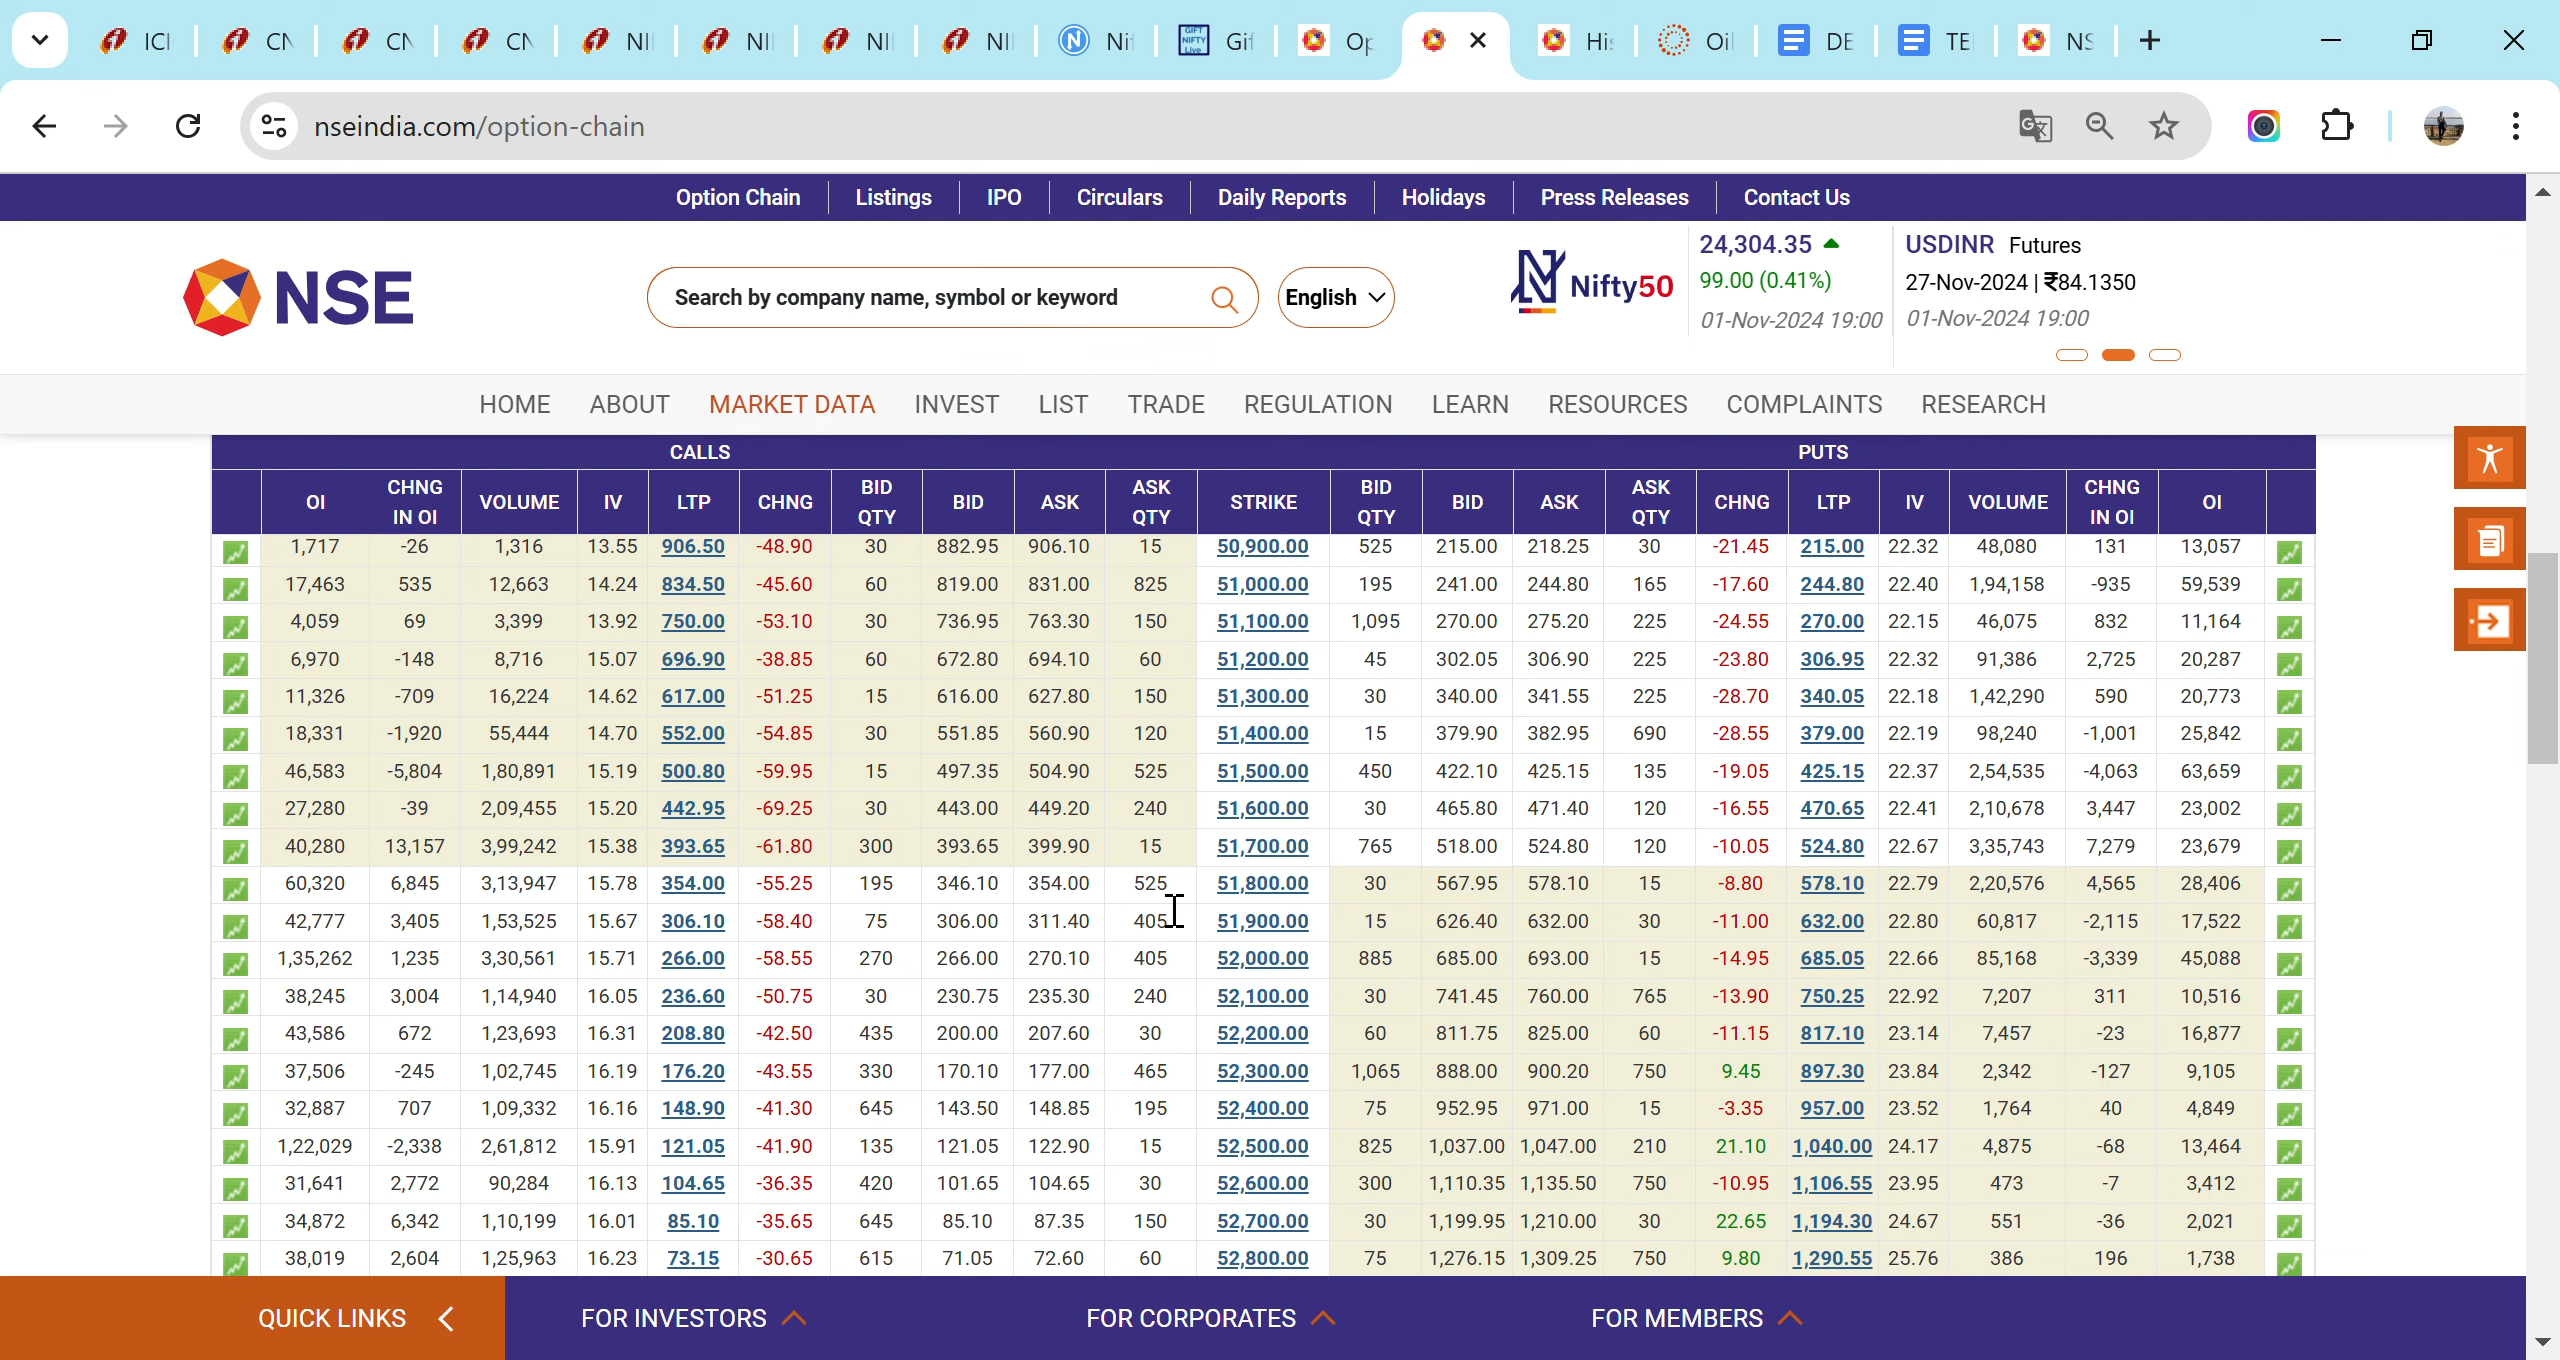 ICI CN CN CN NI NI NI NI Nif GIFT NIFTY Live Gif Op His Oil DE TE NS
nseindia.com/option-chain
Option Chain Listings IPO Circulars Daily Reports Holidays Press Releases Contact Us
NSE
Search by company name, symbol or keyword
English
Nifty50
24,304.35
99.00 (0.41%)
01-Nov-2024 19:00
USDINR Futures
27-Nov-2024 | ₹84.1350
01-Nov-2024 19:00
HOME ABOUT MARKET DATA INVEST LIST TRADE REGULATION LEARN RESOURCES COMPLAINTS RESEARCH
CALLS PUTS
OI CHNG IN OI VOLUME IV LTP CHNG BID QTY BID ASK ASK QTY STRIKE BID QTY BID ASK ASK QTY CHNG LTP IV VOLUME CHNG IN OI OI
1,717 -26 1,316 13.55 906.50 -48.90 30 882.95 906.10 15 50,900.00 525 215.00 218.25 30 -21.45 215.00 22.32 48,080 131 13,057
17,463 535 12,663 14.24 834.50 -45.60 60 819.00 831.00 825 51,000.00 195 241.00 244.80 165 -17.60 244.80 22.40 1,94,158 -935 59,539
4,059 69 3,399 13.92 750.00 -53.10 30 736.95 763.30 150 51,100.00 1,095 270.00 275.20 225 -24.55 270.00 22.15 46,075 832 11,164
6,970 -148 8,716 15.07 696.90 -38.85 60 672.80 694.10 60 51,200.00 45 302.05 306.90 225 -23.80 306.95 22.32 91,386 2,725 20,287
11,326 -709 16,224 14.62 617.00 -51.25 15 616.00 627.80 150 51,300.00 30 340.00 341.55 225 -28.70 340.05 22.18 1,42,290 590 20,773
18,331 -1,920 55,444 14.70 552.00 -54.85 30 551.85 560.90 120 51,400.00 15 379.90 382.95 690 -28.55 379.00 22.19 98,240 -1,001 25,842
46,583 -5,804 1,80,891 15.19 500.80 -59.95 15 497.35 504.90 525 51,500.00 450 422.10 425.15 135 -19.05 425.15 22.37 2,54,535 -4,063 63,659
27,280 -39 2,09,455 15.20 442.95 -69.25 30 443.00 449.20 240 51,600.00 30 465.80 471.40 120 -16.55 470.65 22.41 2,10,678 3,447 23,002
40,280 13,157 3,99,242 15.38 393.65 -61.80 300 393.65 399.90 15 51,700.00 765 518.00 524.80 120 -10.05 524.80 22.67 3,35,743 7,279 23,679
60,320 6,845 3,13,947 15.78 354.00 -55.25 195 346.10 354.00 525 51,800.00 30 567.95 578.10 15 -8.80 578.10 22.79 2,20,576 4,565 28,406
42,777 3,405 1,53,525 15.67 306.10 -58.40 75 306.00 311.40 405 51,900.00 15 626.40 632.00 30 -11.00 632.00 22.80 60,817 -2,115 17,522
1,35,262 1,235 3,30,561 15.71 266.00 -58.55 270 266.00 270.10 405 52,000.00 885 685.00 693.00 15 -14.95 685.05 22.66 85,168 -3,339 45,088
38,245 3,004 1,14,940 16.05 236.60 -50.75 30 230.75 235.30 240 52,100.00 30 741.45 760.00 765 -13.90 750.25 22.92 7,207 311 10,516
43,586 672 1,23,693 16.31 208.80 -42.50 435 200.00 207.60 30 52,200.00 60 811.75 825.00 60 -11.15 817.10 23.14 7,457 -23 16,877
37,506 -245 1,02,745 16.19 176.20 -43.55 330 170.10 177.00 465 52,300.00 1,065 888.00 900.20 750 9.45 897.30 23.84 2,342 -127 9,105
32,887 707 1,09,332 16.16 148.90 -41.30 645 143.50 148.85 195 52,400.00 75 952.95 971.00 15 -3.35 957.00 23.52 1,764 40 4,849
1,22,029 -2,338 2,61,812 15.91 121.05 -41.90 135 121.05 122.90 15 52,500.00 825 1,037.00 1,047.00 210 21.10 1,040.00 24.17 4,875 -68 13,464
31,641 2,772 90,284 16.13 104.65 -36.35 420 101.65 104.65 30 52,600.00 300 1,110.35 1,135.50 750 -10.95 1,106.55 23.95 473 -7 3,412
34,872 6,342 1,10,199 16.01 85.10 -35.65 645 85.10 87.35 150 52,700.00 30 1,199.95 1,210.00 30 22.65 1,194.30 24.67 551 -36 2,021
38,019 2,604 1,25,963 16.23 73.15 -30.65 615 71.05 72.60 60 52,800.00 75 1,276.15 1,309.25 750 9.80 1,290.55 25.76 386 196 1,738
QUICK LINKS FOR INVESTORS FOR CORPORATES FOR MEMBERS